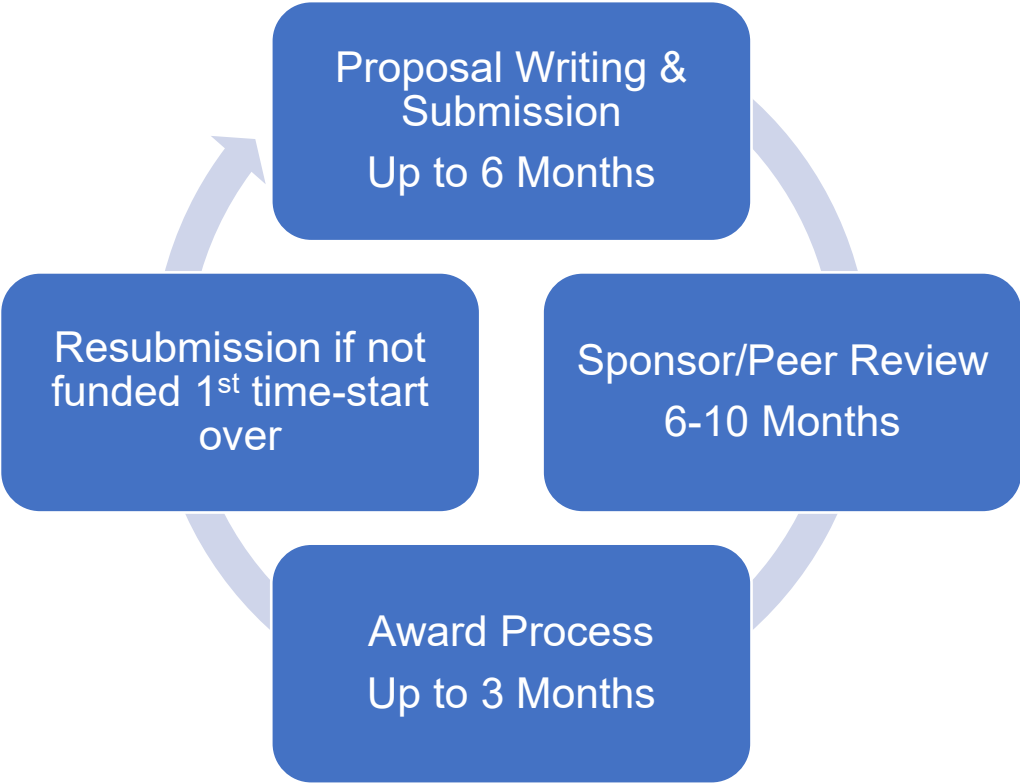 Proposal Writing &
Submission
Up to 6 Months
Sponsor/Peer Review
6-10 Months
Award Process
Up to 3 Months
Resubmission if not
funded 1st time-start
over